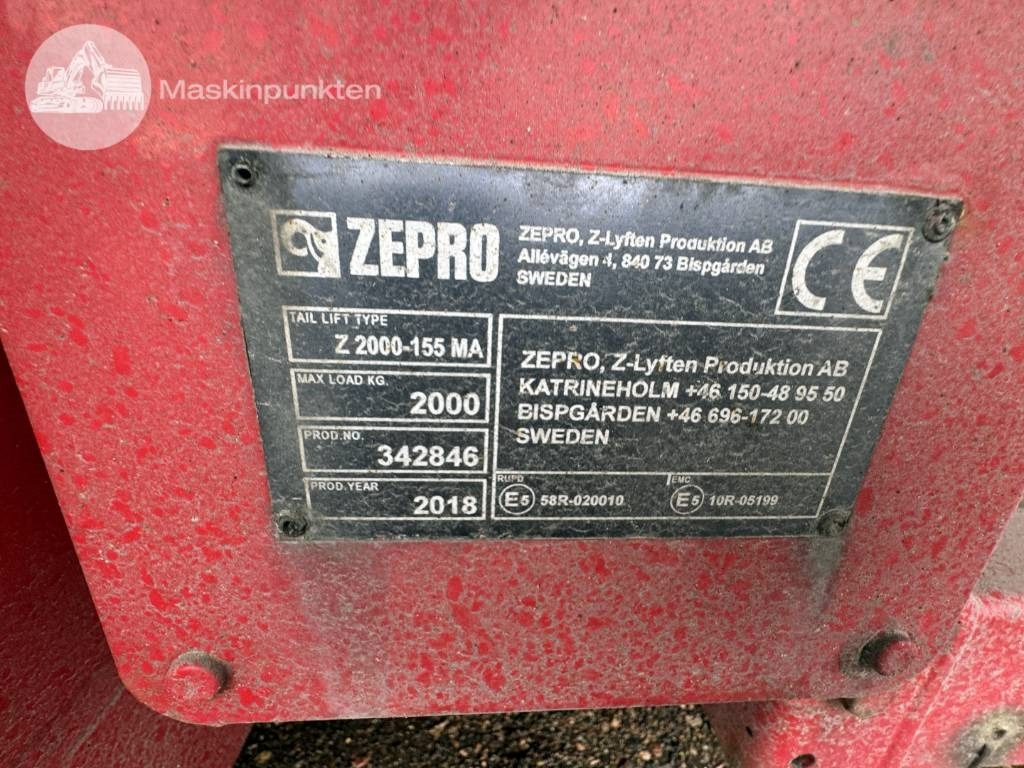 Maskinpunkten
ZEPRO
ZEPRO, Z-Lyften Produktion AB
Allévägen 4, 840 73 Bispgården
SWEDEN
CE
TAIL LIFT TYPE
Z 2000-155 MA
MAX LOAD KG.
2000
PROD.NO.
342846
PROD.YEAR
2018
ZEPRO, Z-Lyften Produktion AB
KATRINEHOLM +46 150-48 95 50
BISPGÅRDEN +46 696-172 00
SWEDEN
RUPD
E5 58R-020010
EMC
E5 10R-05199